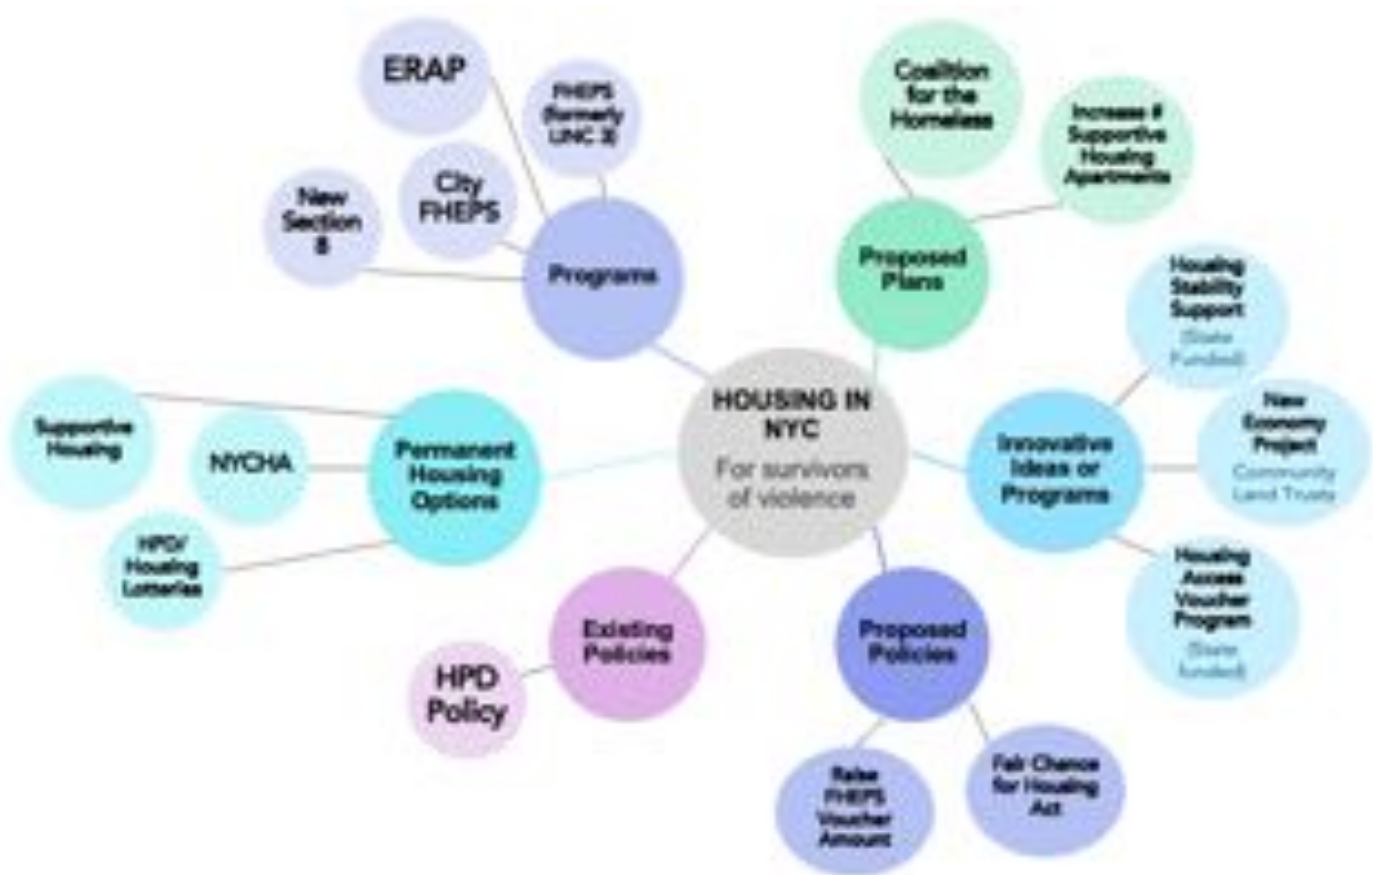 ERAP
FHEPS
(formerly
LINC 3)
City
FHEPS
New
Section
8
Programs
Coalition
for the
Homeless
Increase #
Supportive
Housing
Apartments
Proposed
Plans
Housing
Stability
Support
(State
Funded)
New
Economy
Project
Community
Land Trusts
Housing
Access
Voucher
Program
(State
funded)
Innovative
Ideas or
Programs
HOUSING IN
NYC
For survivors
of violence
Supportive
Housing
NYCHA
HPD/
Housing
Lotteries
Permanent
Housing
Options
Existing
Policies
HPD
Policy
Proposed
Policies
Raise
FHEPS
Voucher
Amount
Fair Chance
for Housing
Act